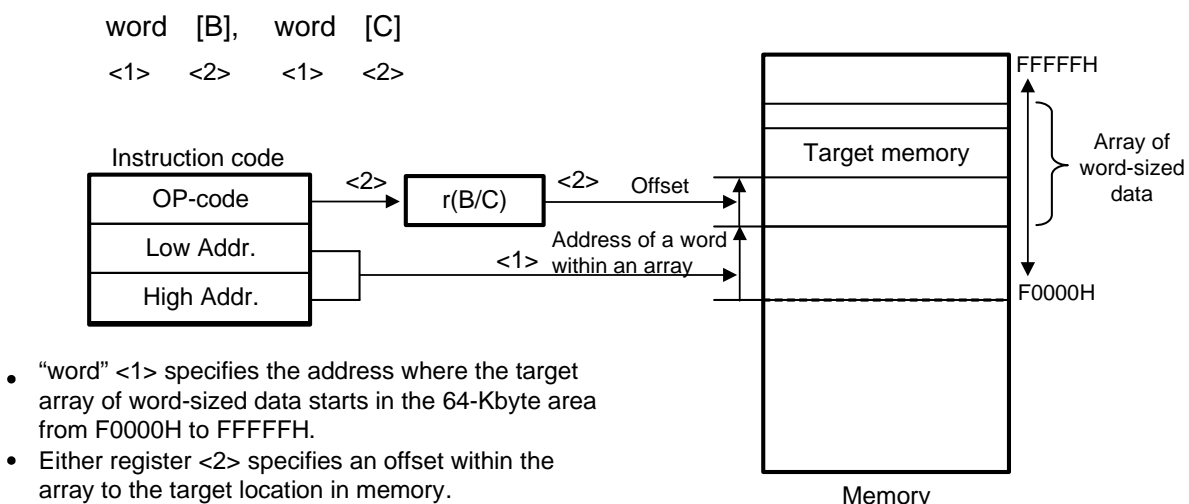 word [B], word [C]
<1> <2> <1> <2>
Instruction code
OP-code
Low Addr.
High Addr.
<2>
r(B/C)
<2>
Offset
<1>
Address of a word
within an array
FFFFFH
Target memory
Array of
word-sized
data
F0000H
Memory
• “word” <1> specifies the address where the target
array of word-sized data starts in the 64-Kbyte area
from F0000H to FFFFFH.
• Either register <2> specifies an offset within the
array to the target location in memory.